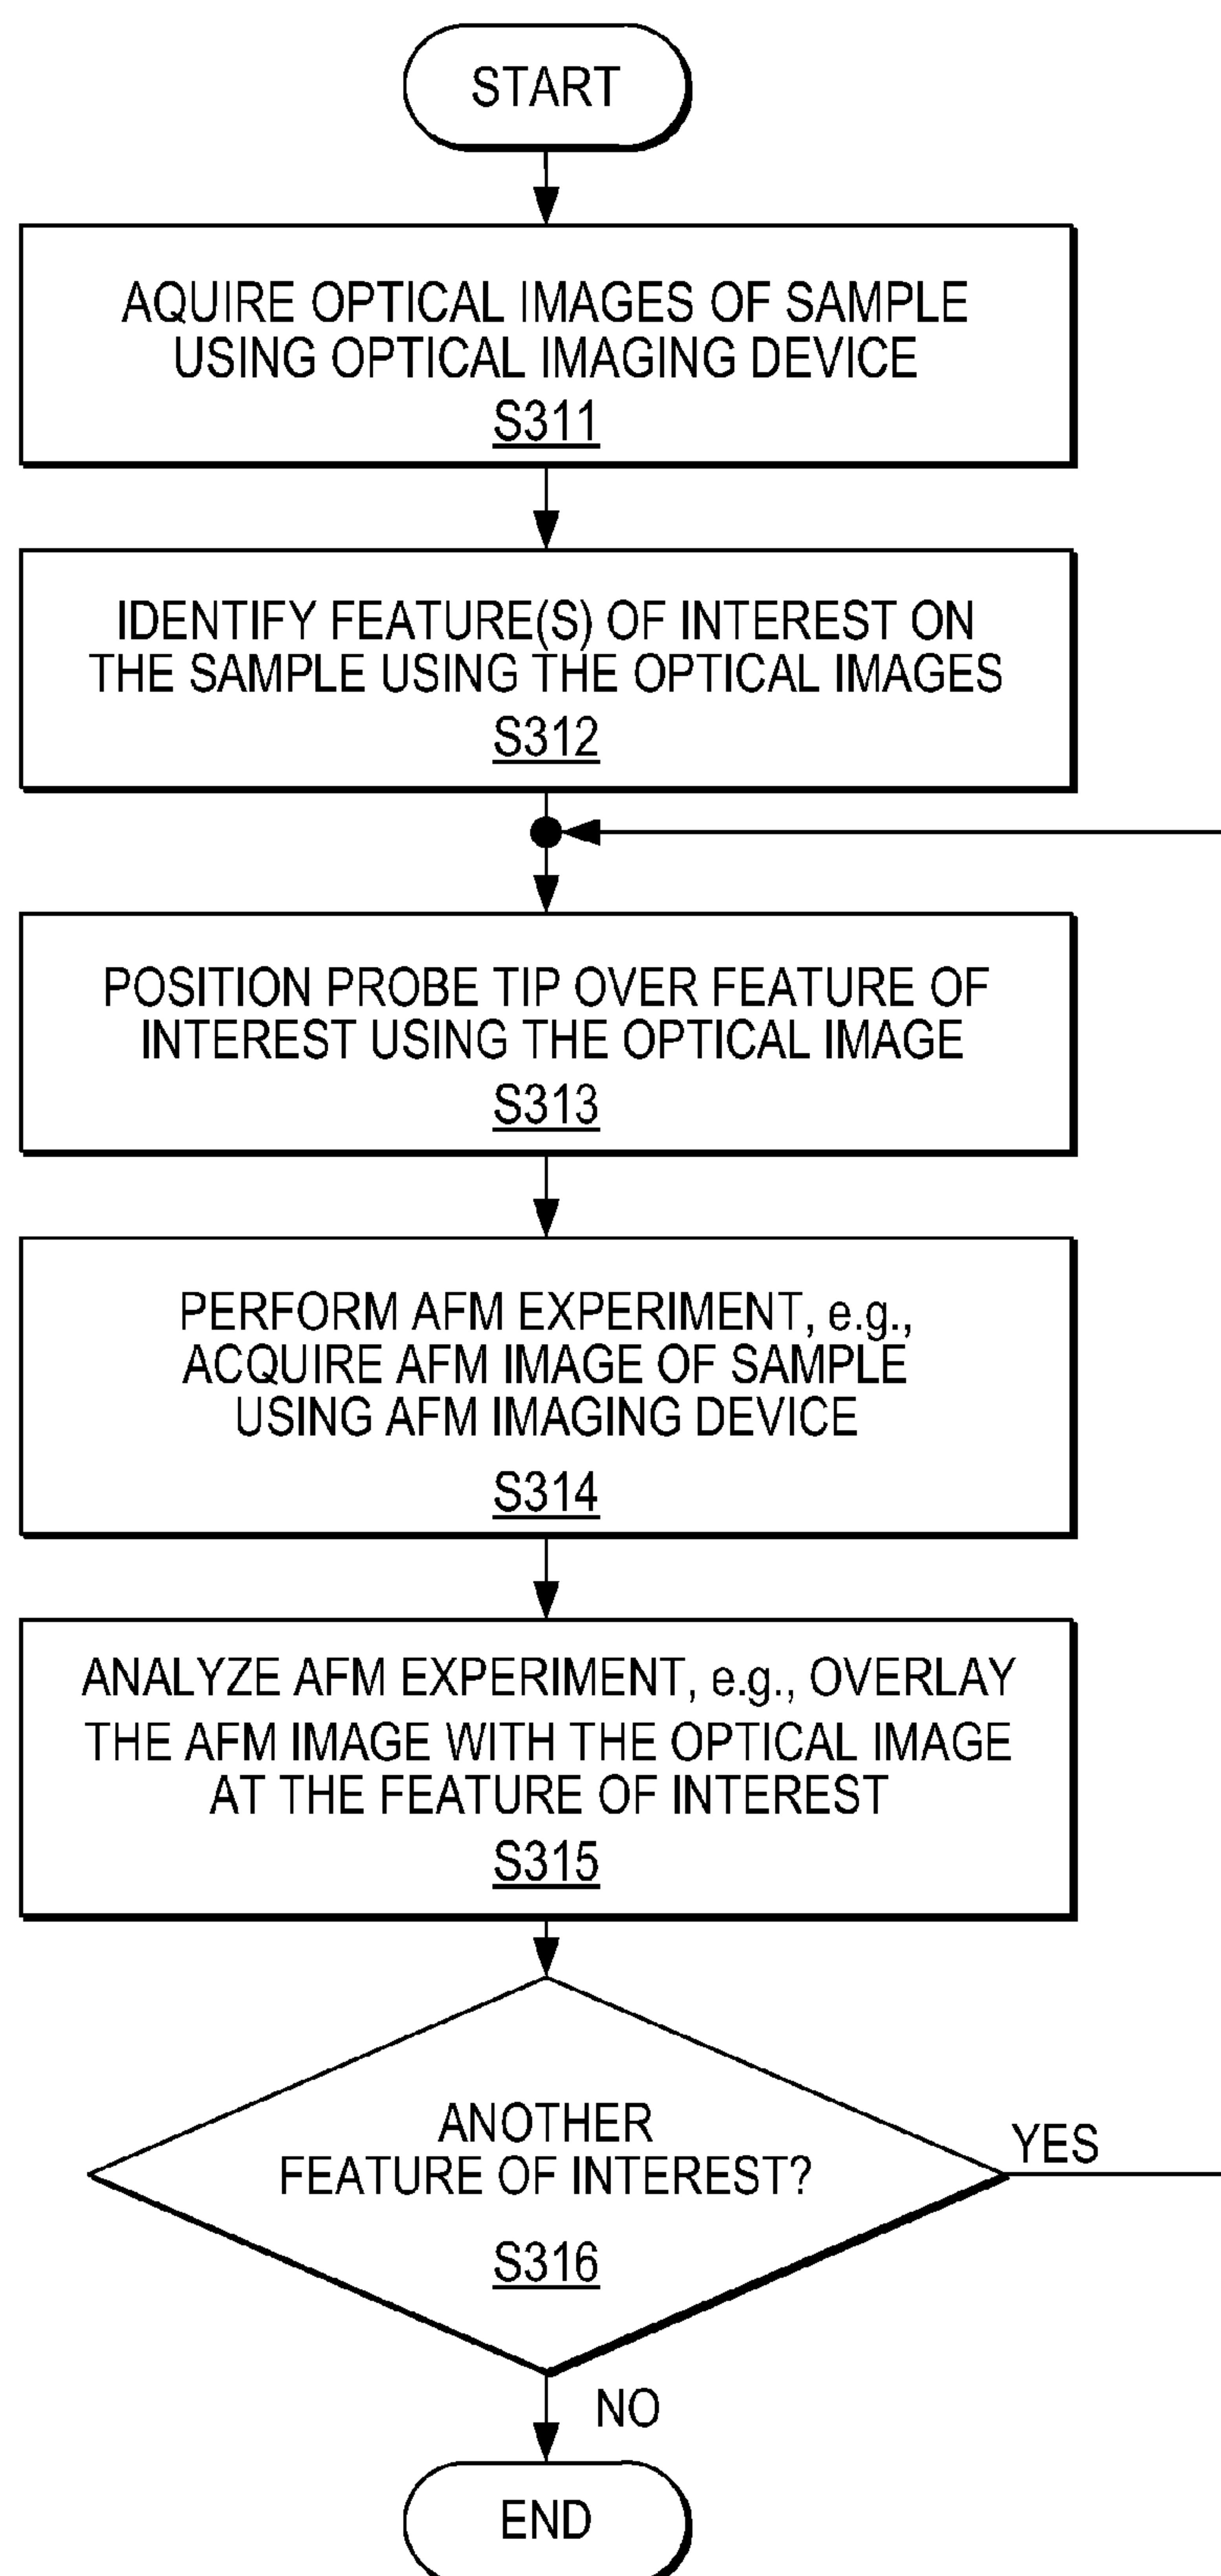 START
AQUIRE OPTICAL IMAGES OF SAMPLE
USING OPTICAL IMAGING DEVICE
S311
IDENTIFY FEATURE(S) OF INTEREST ON
THE SAMPLE USING THE OPTICAL IMAGES
S312
POSITION PROBE TIP OVER FEATURE OF
INTEREST USING THE OPTICAL IMAGE
S313
PERFORM AFM EXPERIMENT, e.g.,
ACQUIRE AFM IMAGE OF SAMPLE
USING AFM IMAGING DEVICE
S314
ANALYZE AFM EXPERIMENT, e.g., OVERLAY
THE AFM IMAGE WITH THE OPTICAL IMAGE
AT THE FEATURE OF INTEREST
S315
ANOTHER
FEATURE OF INTEREST?
S316
YES
NO
END